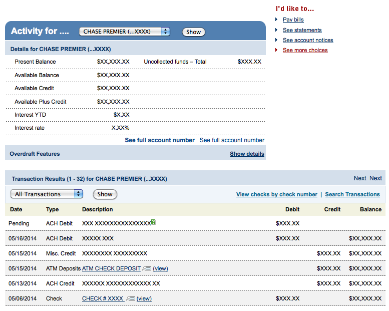 I'd like to...
Pay bills
See statements
See account notices
See more choices
Activity for .... CHASE PREMIER (...XXXX) Show
Details for CHASE PREMIER (...XXXX)
Present Balance $XX,XXX.XX Uncollected funds – Total $XXX.XX
Available Balance $XX,XXX.XX
Available Credit $XX,XXX.XX
Available Plus Credit $XX,XXX.XX
Interest YTD $X.XX
Interest rate X.XX%
See full account number See full account number
Overdraft Features Show details
Transaction Results (1 - 32) for CHASE PREMIER (...XXXX) Next Next
All Transactions Show View checks by check number | Search Transactions
Date Type Description Debit Credit Balance
Pending ACH Debit XXX XXXXXXXXXXXXXXX $XXX.XX
05/16/2014 ACH Debit XXXXX XXX $XXX.XX $XX,XXX.XX
05/15/2014 Misc. Credit XXXXXXXX XXXXXXXXX $XXX.XX $XX,XXX.XX
05/15/2014 ATM Deposits ATM CHECK DEPOSIT (view) $XXX.XX $XX,XXX.XX
05/13/2014 ACH Credit XXXXXX XXXXXXXXXXXX XX $XXX.XX $XX,XXX.XX
05/06/2014 Check CHECK # XXXX (view) $XXX.XX $XX,XXX.XX